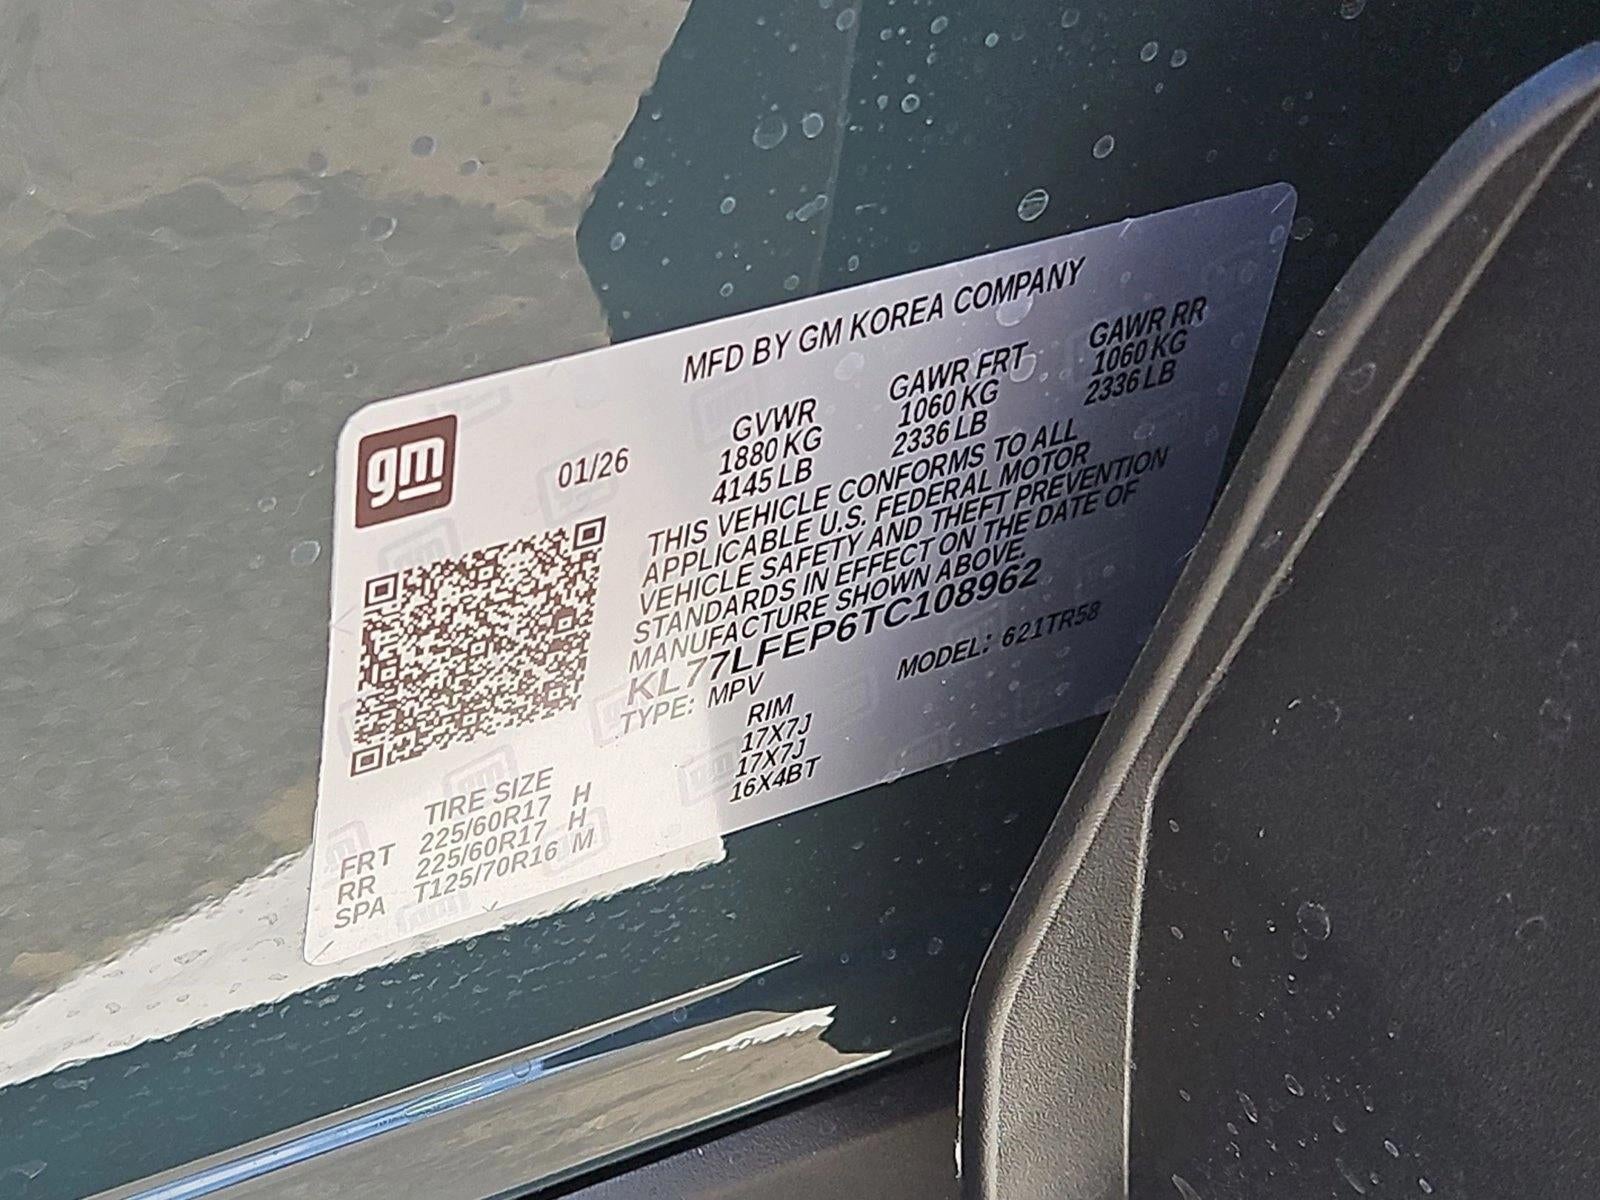 MFD BY GM KOREA COMPANY
gm
01/26
GVWR GAWR FRT GAWR RR
1880 KG 1060 KG 1060 KG
4145 LB 2336 LB 2336 LB
THIS VEHICLE CONFORMS TO ALL
APPLICABLE U.S. FEDERAL MOTOR
VEHICLE SAFETY AND THEFT PREVENTION
STANDARDS IN EFFECT ON THE DATE OF
MANUFACTURE SHOWN ABOVE.
KL77LFEP6TC108962
TYPE: MPV MODEL: 621TR58
TIRE SIZE RIM
FRT 225/60R17 H 17X7J
RR 225/60R17 H 17X7J
SPA T125/70R16 M 16X4BT